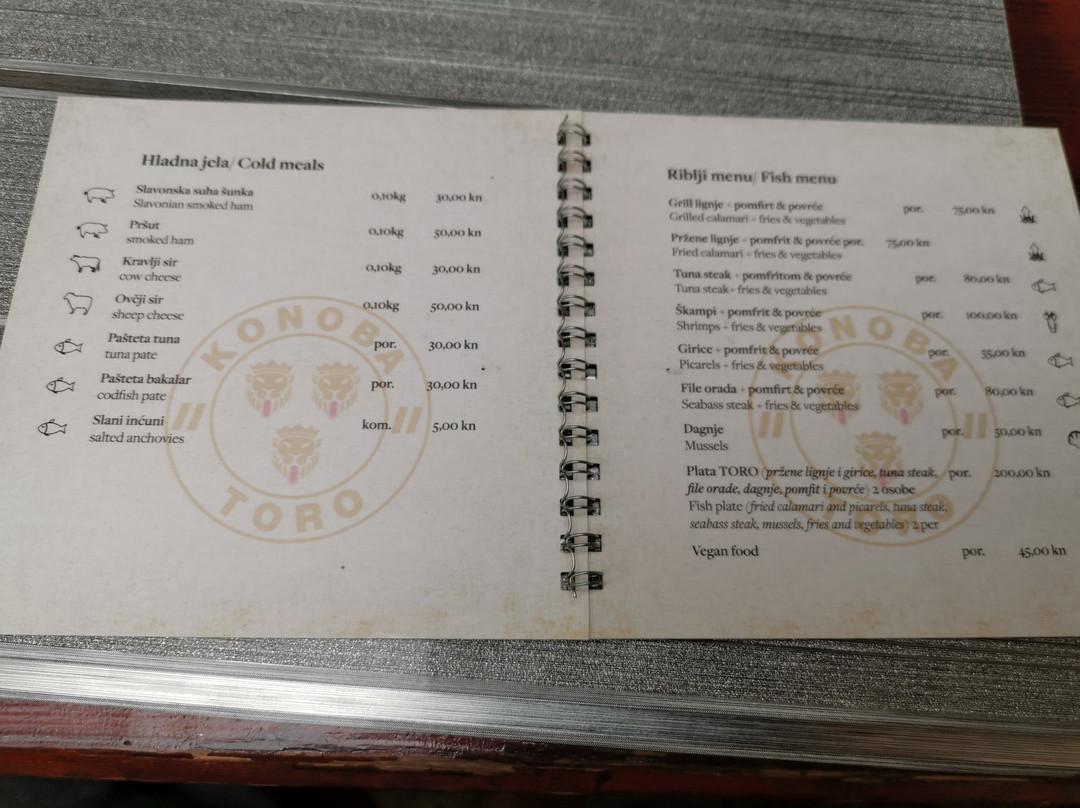 Hladna jela/ Cold meals
Slavonska suha šunka 0,10kg 30,00 kn
Slavonian smoked ham
Pršut 0,10kg 50,00 kn
smoked ham
Kravlji sir 0,10kg 30,00 kn
cow cheese
Ovčji sir 0,10kg 50,00 kn
sheep cheese
Pašteta tuna por. 30,00 kn
tuna pate
Pašteta bakalar por. 30,00 kn
codfish pate
Slani inćuni kom. 5,00 kn
salted anchovies
KONOBA
TORO
Riblji menu/ Fish menu
Grill lignje + pomfirt & povrće por. 75,00 kn
Grilled calamari + fries & vegetables
Pržene lignje + pomfrit & povrće por. 75,00 kn
Fried calamari + fries & vegetables
Tuna steak + pomfritom & povrće por. 80,00 kn
Tuna steak + fries & vegetables
Škampi + pomfrit & povrće por. 100,00 kn
Shrimps + fries & vegetables
Girice + pomfrit & povrće por. 55,00 kn
Picarels + fries & vegetables
File orada + pomfirt & povrće por. 80,00 kn
Seabass steak + fries & vegetables
Dagnje por. 50,00 kn
Mussels
Plata TORO (pržene lignje i girice, tuna steak, por. 200,00 kn
file orade, dagnje, pomfit i povrće) 2 osobe
Fish plate (fried calamari and picarels, tuna steak,
seabass steak, mussels, fries and vegetables) 2 per
Vegan food por. 45,00 kn
KONOBA
TORO